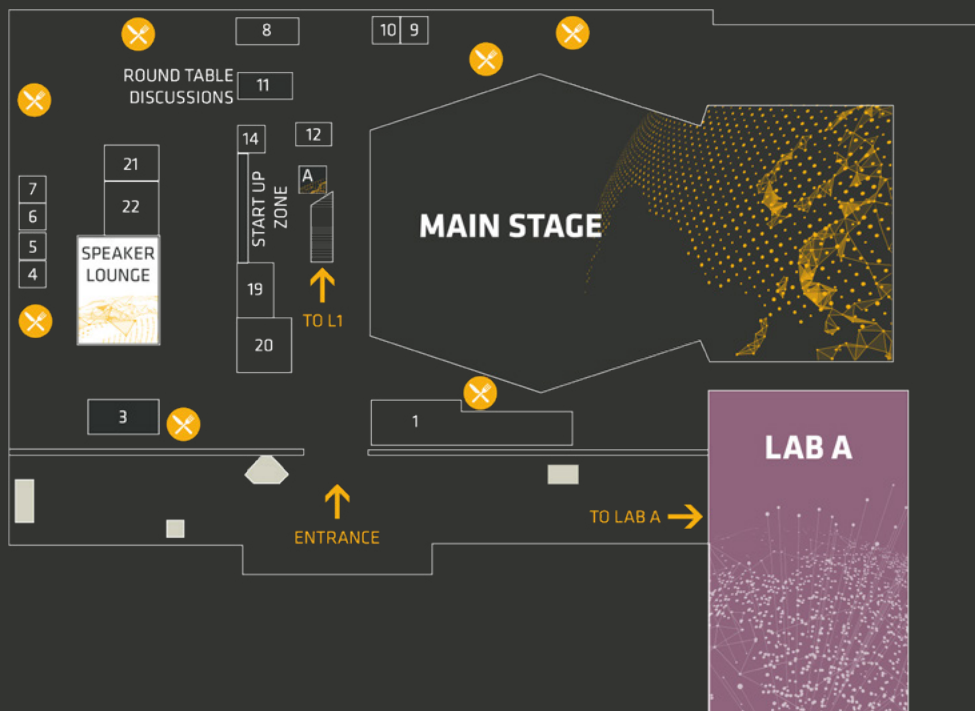 8
10
9
ROUND TABLE
DISCUSSIONS
11
14
12
21
A
7
22
START UP
ZONE
6
MAIN STAGE
5
SPEAKER
LOUNGE
4
19
TO L1
20
3
1
LAB A
TO LAB A
ENTRANCE